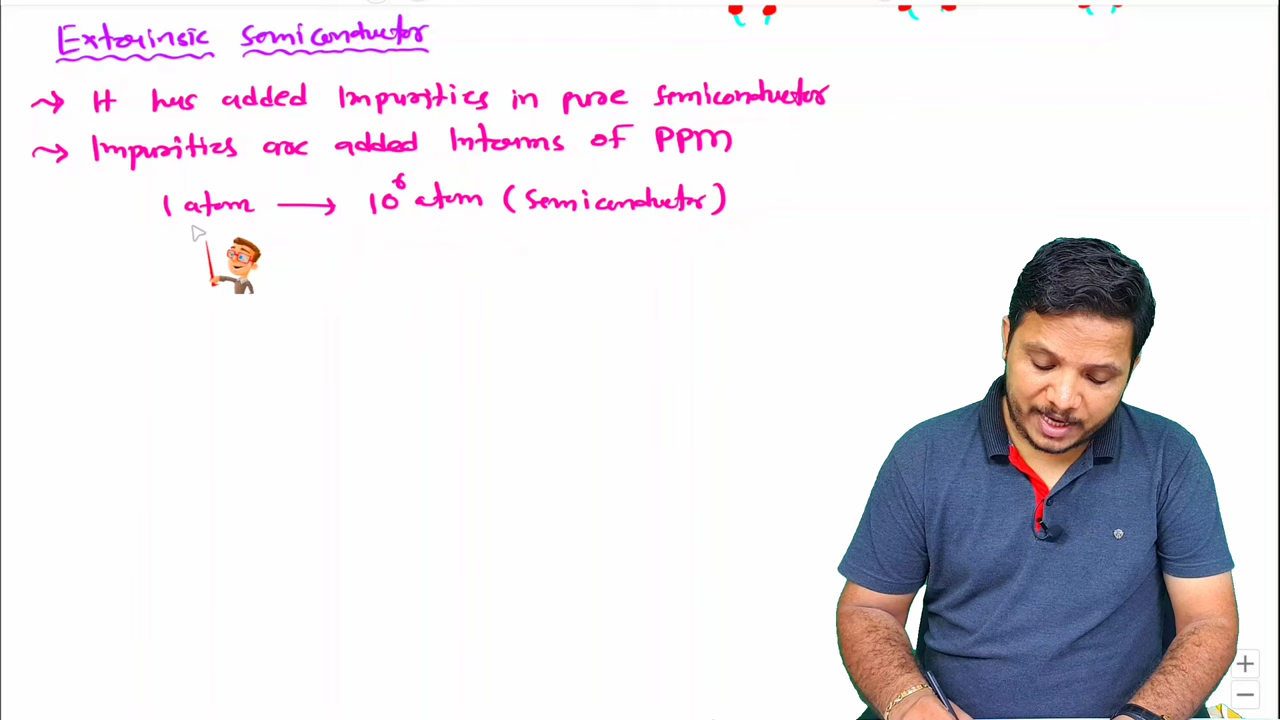 Extrinsic Semiconductor
~> It has added Impurities in pure semiconductor
~> Impurities are added Interms of PPM
1 atom → 10⁶ atom (Semiconductor)